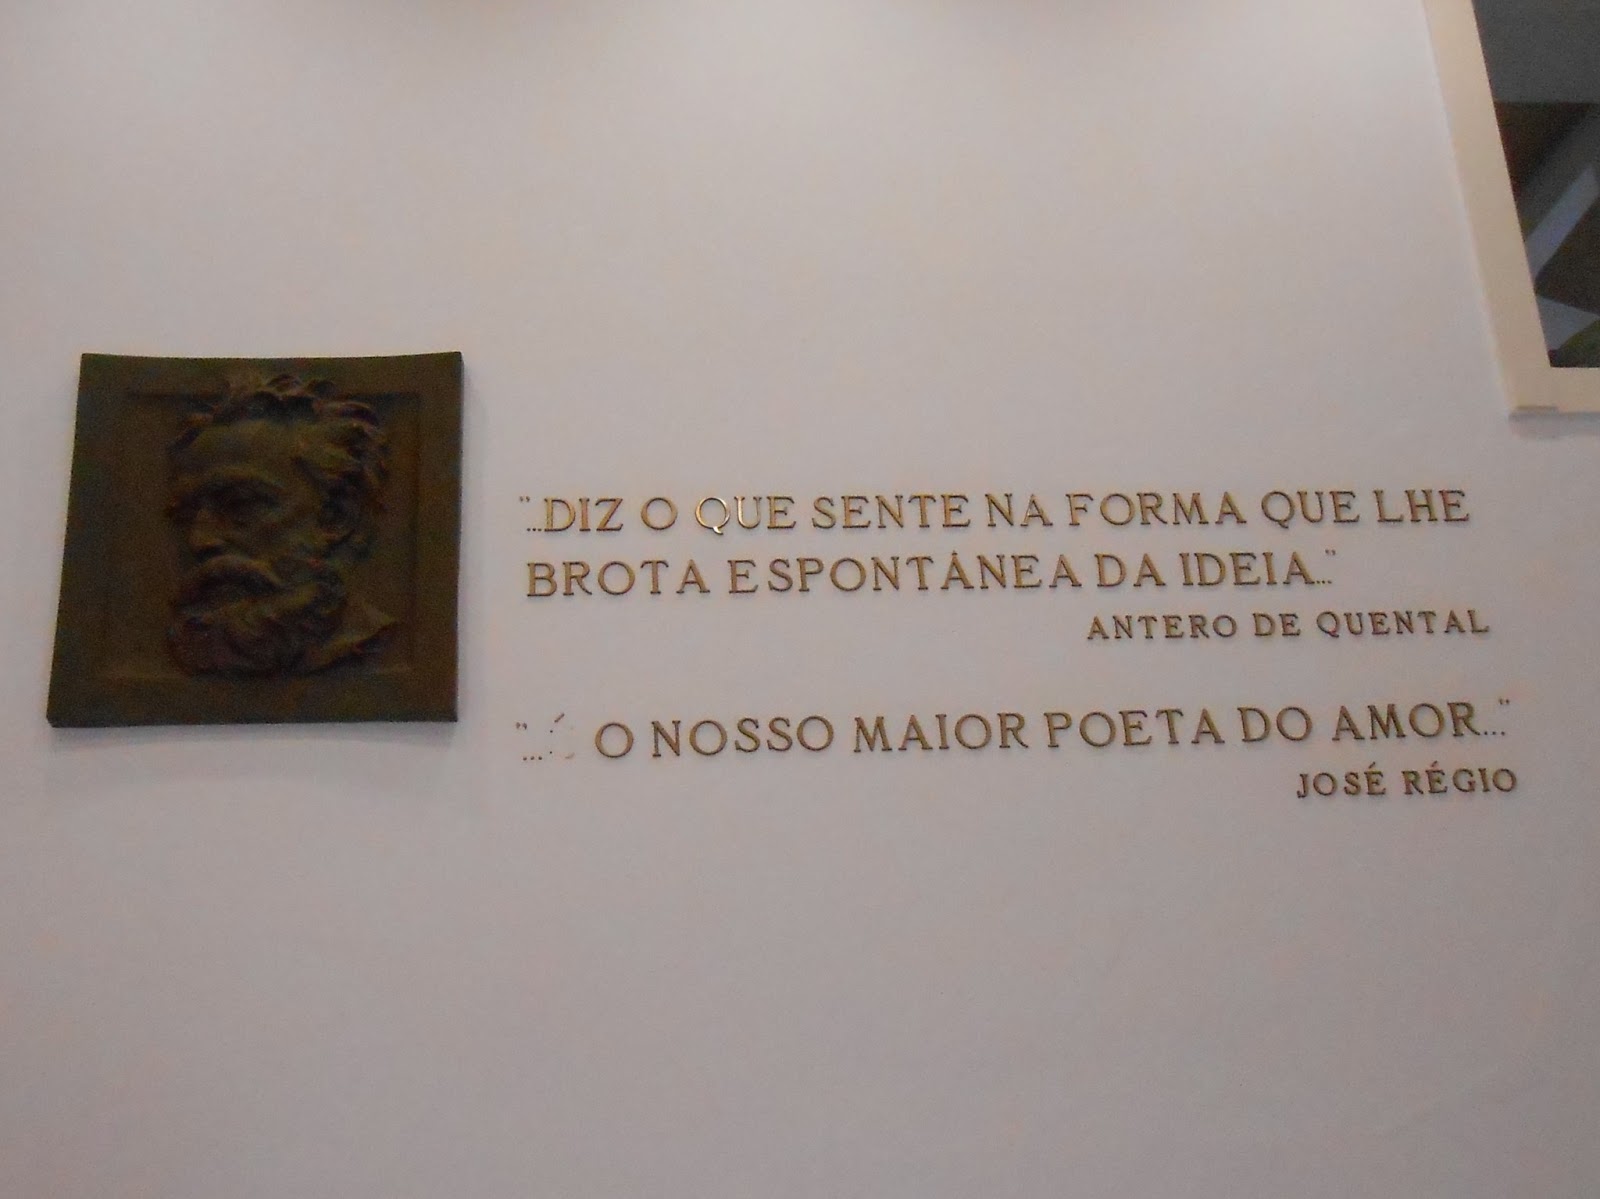 "...DIZ O QUE SENTE NA FORMA QUE LHE
BROTA ESPONTÂNEA DA IDEIA..."
ANTERO DE QUENTAL
"... O NOSSO MAIOR POETA DO AMOR..."
JOSÉ RÉGIO